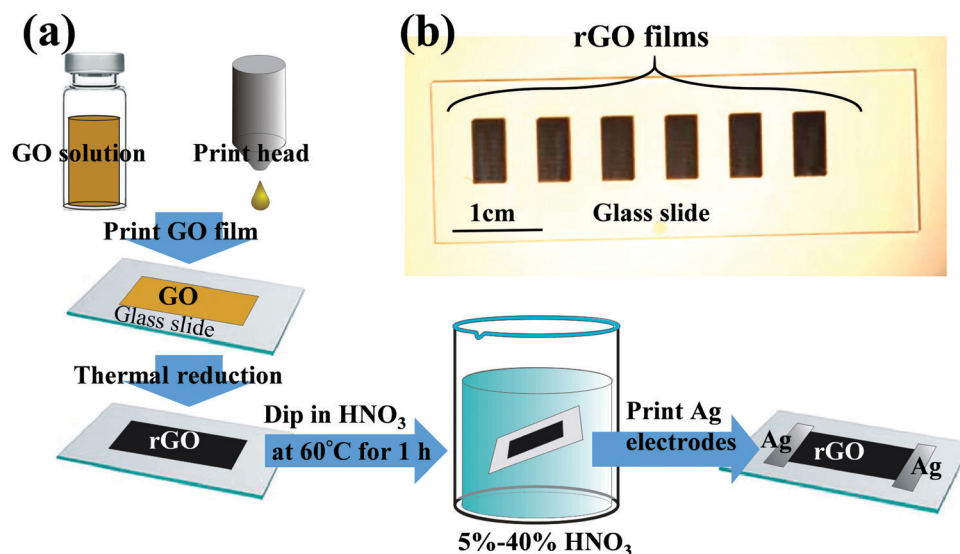 (a)
GO solution
Print head
Print GO film
GO
Glass slide
Thermal reduction
rGO
Dip in HNO₃
at 60°C for 1 h
5%-40% HNO₃
Print Ag
electrodes
Ag
rGO
Ag
(b)
rGO films
1cm
Glass slide